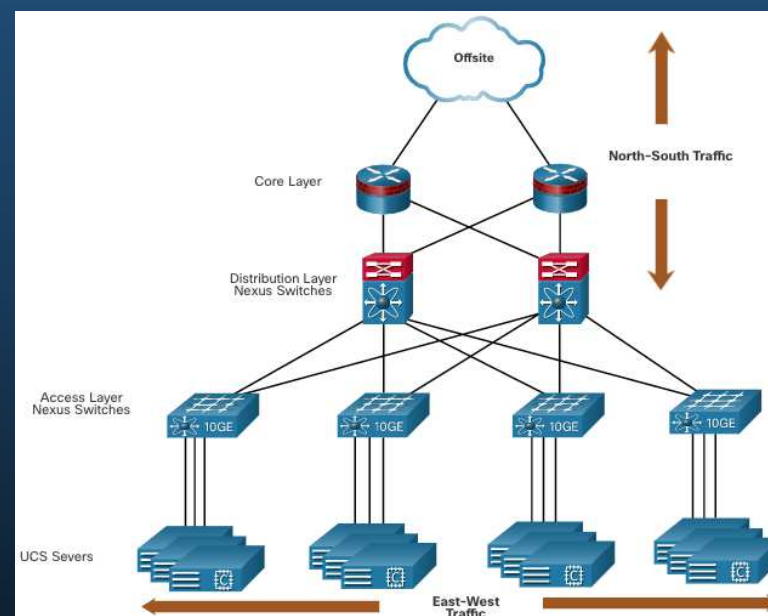 Offsite
North-South Traffic
Core Layer
Distribution Layer
Nexus Switches
Access Layer
Nexus Switches
10GE
10GE
10GE
10GE
UCS Severs
C
C
C
C
East-West
Traffic